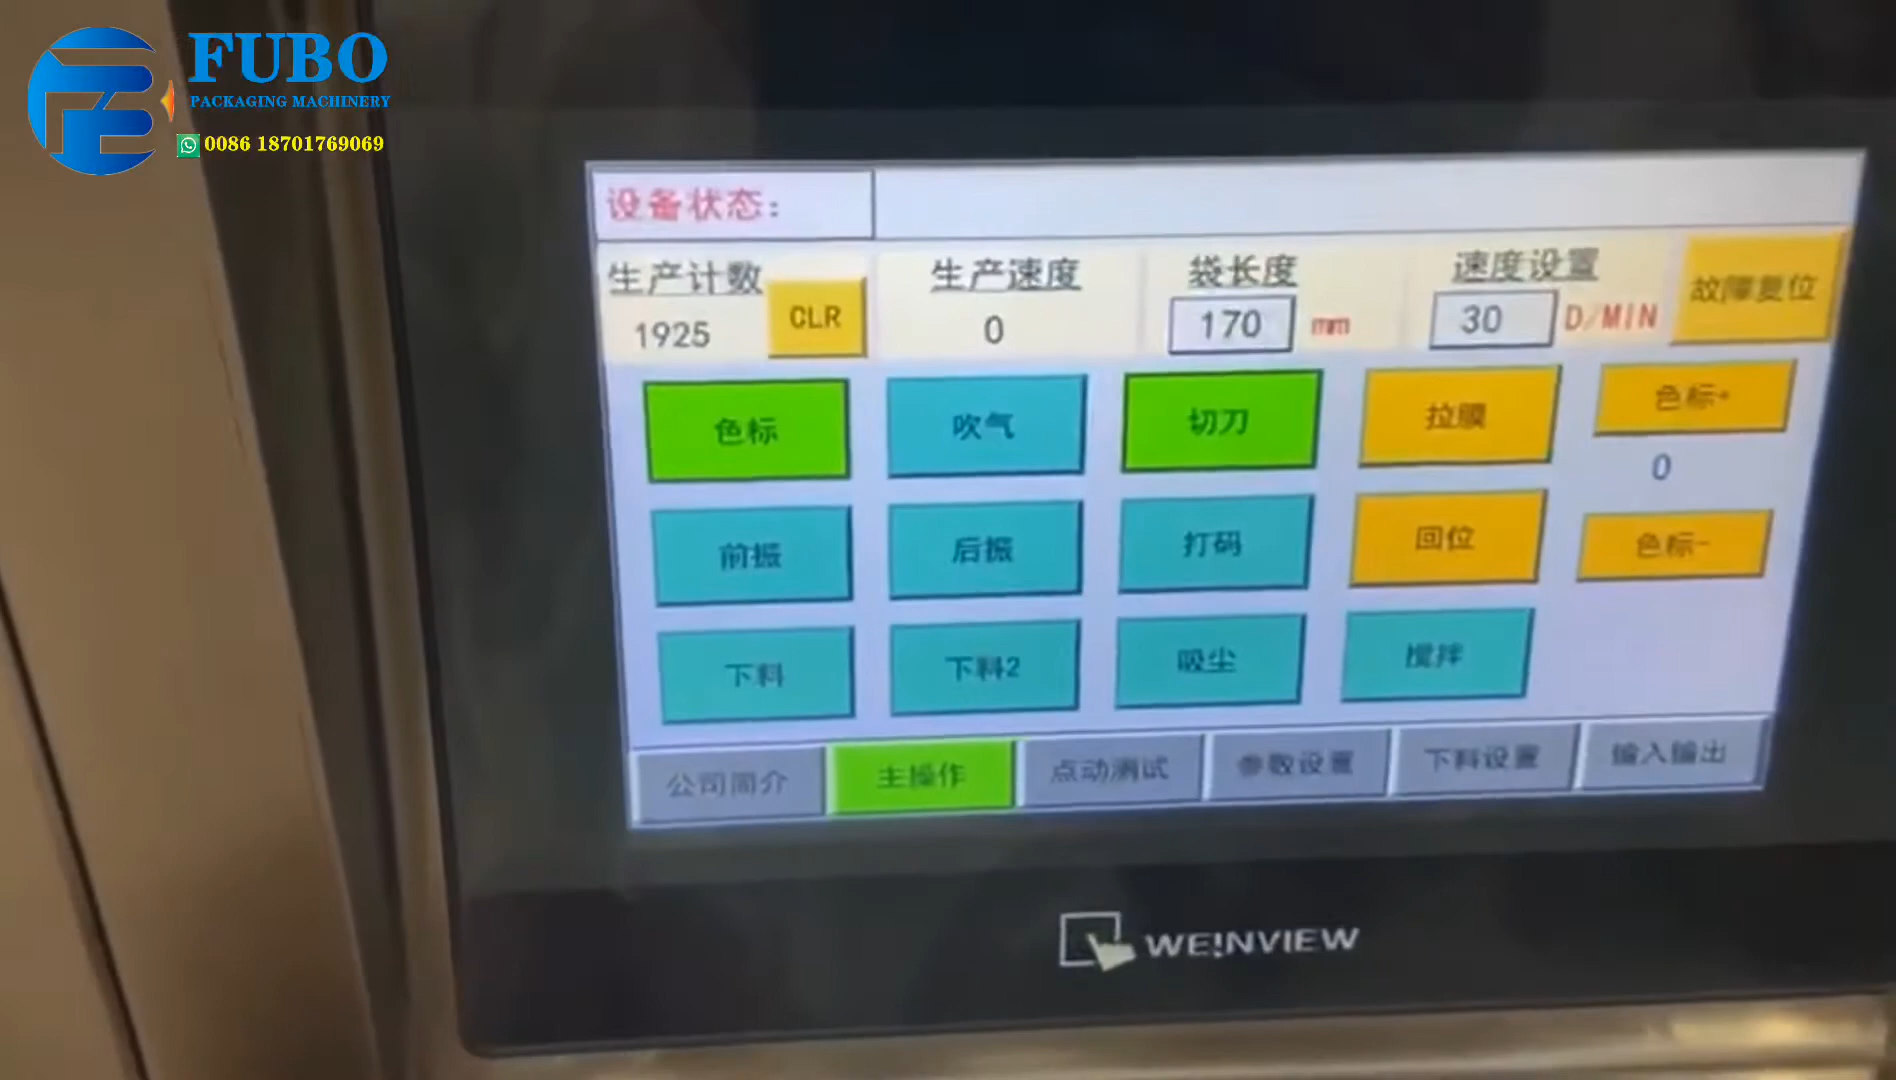 FUBO
PACKAGING MACHINERY
0086 18701769069
设备状态:
生产计数 生产速度 袋长度 速度设置 故障复位
1925 CLR 0 170 mm 30 D/MIN
色标 吹气 切刀 拉膜 色标+
0
前振 后振 打码 回位 色标-
下料 下料2 吸尘 搅拌
公司简介 主操作 点动测试 参数设置 下料设置 输入输出
WE!NVIEW